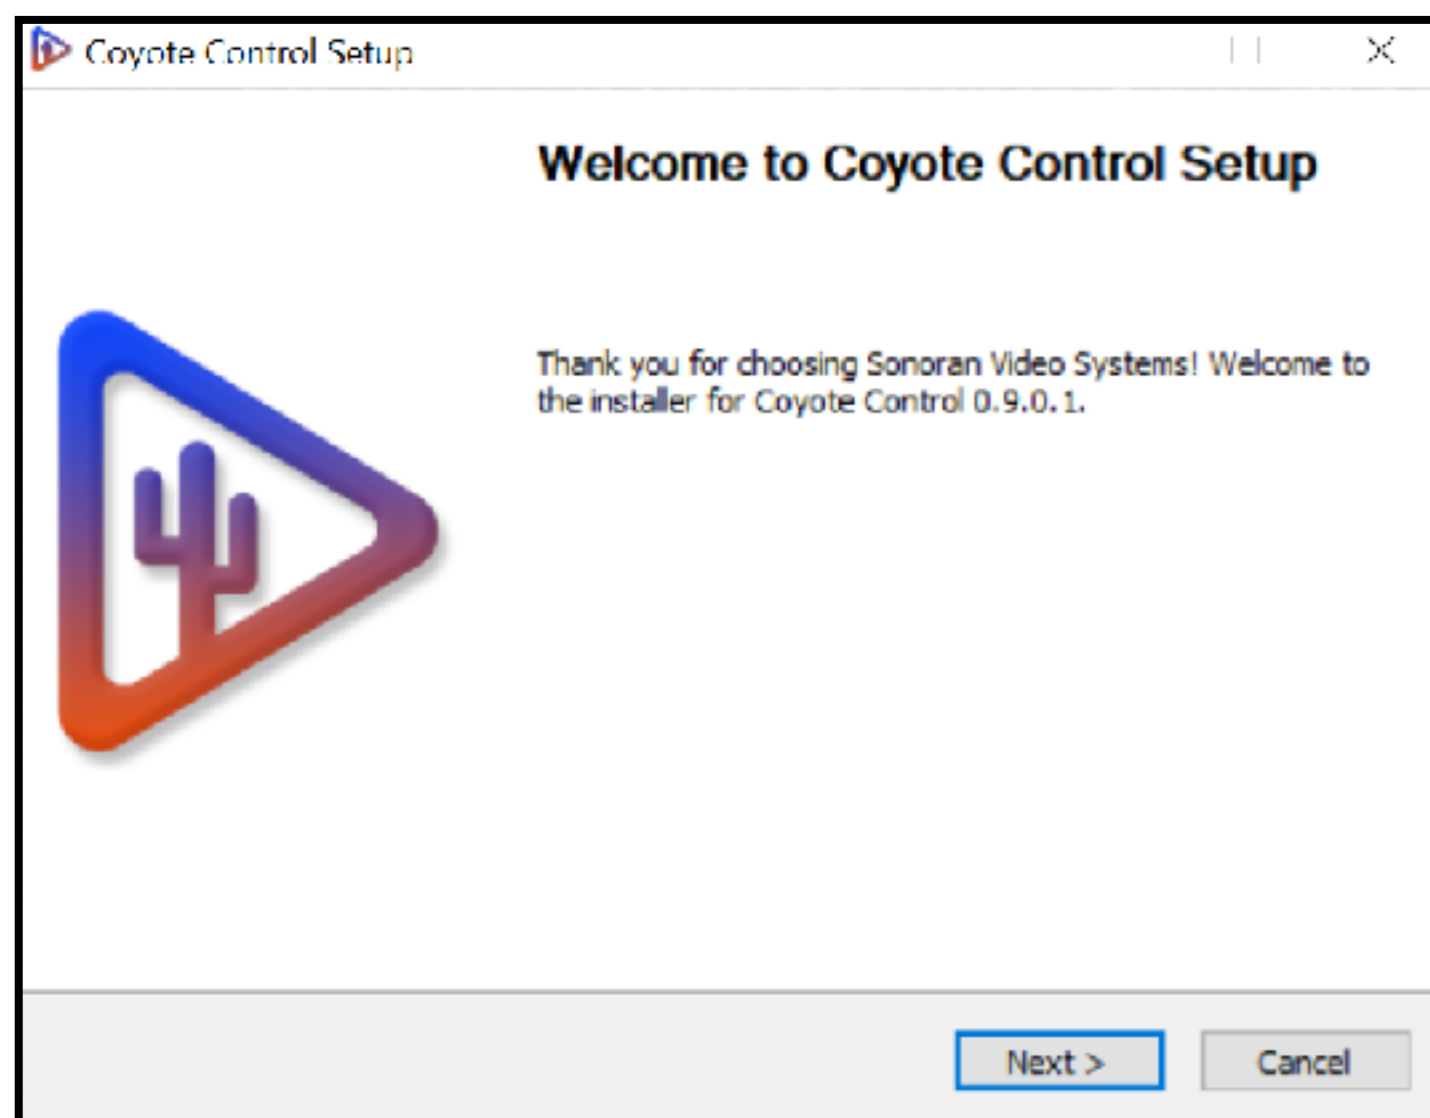 Coyote Control Setup
Welcome to Coyote Control Setup
Thank you for choosing Sonoran Video Systems! Welcome to
the installer for Coyote Control 0.9.0.1.
Next >
Cancel